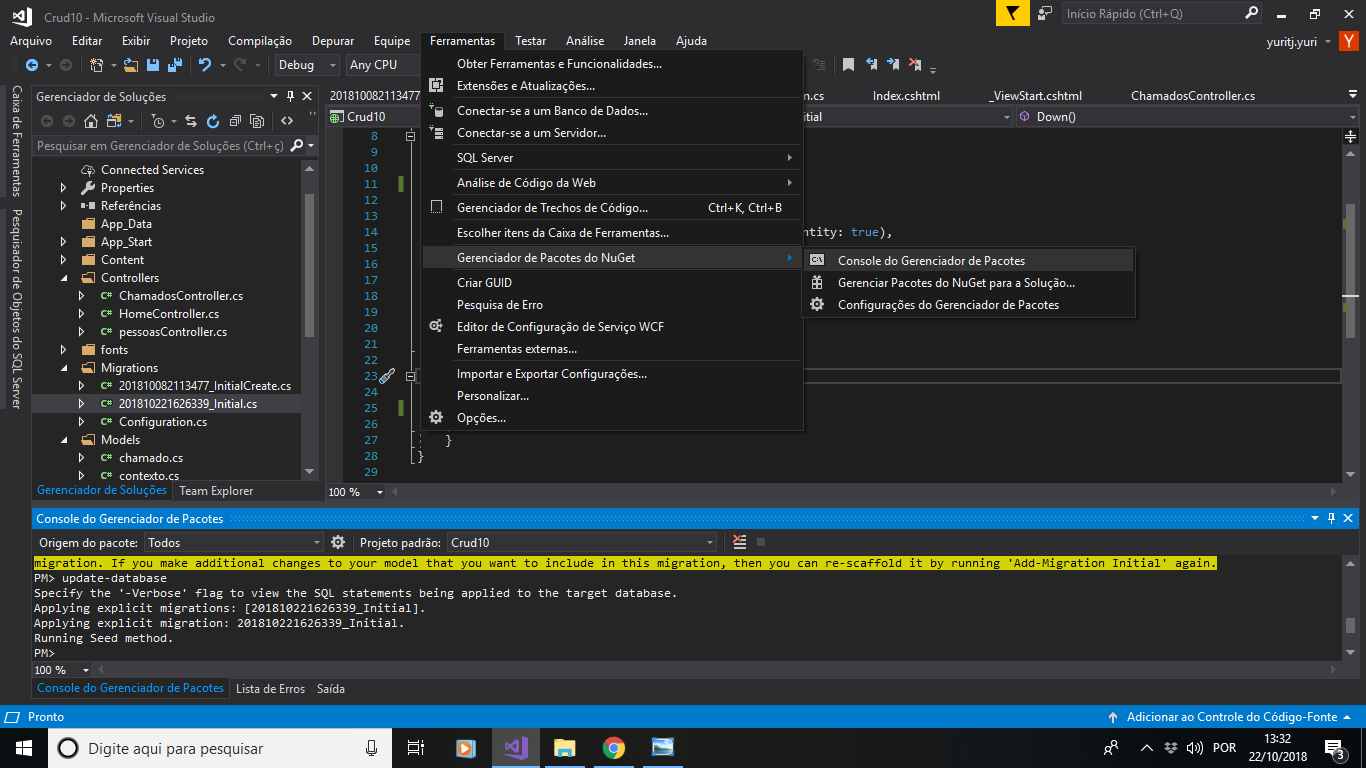 Crud10 - Microsoft Visual Studio
Início Rápido (Ctrl+Q)
Arquivo Editar Exibir Projeto Compilação Depurar Equipe Ferramentas Testar Análise Janela Ajuda
yuritj.yuri Y
Debug Any CPU
Caixa de Ferramentas
Pesquisador de Objetos do SQL Server
Gerenciador de Soluções
Pesquisar em Gerenciador de Soluções (Ctrl+ç)
Connected Services
Properties
Referências
App_Data
App_Start
Content
Controllers
C# ChamadosController.cs
C# HomeController.cs
C# pessoasController.cs
fonts
Migrations
C# 201810082113477_InitialCreate.cs
C# 201810221626339_Initial.cs
C# Configuration.cs
Models
C# chamado.cs
C# contexto.cs
Gerenciador de Soluções Team Explorer
201810082113477
n.cs Index.cshtml _ViewStart.cshtml ChamadosController.cs
Crud10
itial
Down()
8
9
10
11
12
13
14 ntity: true),
15
16
17
18
19
20
21
22
23
24
25
26
27 }
28 }
29
100 %
Obter Ferramentas e Funcionalidades...
Extensões e Atualizações...
Conectar-se a um Banco de Dados...
Conectar-se a um Servidor...
SQL Server
Análise de Código da Web
Gerenciador de Trechos de Código... Ctrl+K, Ctrl+B
Escolher itens da Caixa de Ferramentas...
Gerenciador de Pacotes do NuGet
Criar GUID
Pesquisa de Erro
Editor de Configuração de Serviço WCF
Ferramentas externas...
Importar e Exportar Configurações...
Personalizar...
Opções...
Console do Gerenciador de Pacotes
Gerenciar Pacotes do NuGet para a Solução...
Configurações do Gerenciador de Pacotes
Console do Gerenciador de Pacotes
Origem do pacote: Todos Projeto padrão: Crud10
migration. If you make additional changes to your model that you want to include in this migration, then you can re-scaffold it by running 'Add-Migration Initial' again.
PM> update-database
Specify the '-Verbose' flag to view the SQL statements being applied to the target database.
Applying explicit migrations: [201810221626339_Initial].
Applying explicit migration: 201810221626339_Initial.
Running Seed method.
PM>
100 %
Console do Gerenciador de Pacotes Lista de Erros Saída
Pronto
Adicionar ao Controle do Código-Fonte
Digite aqui para pesquisar
POR
13:32
22/10/2018
3